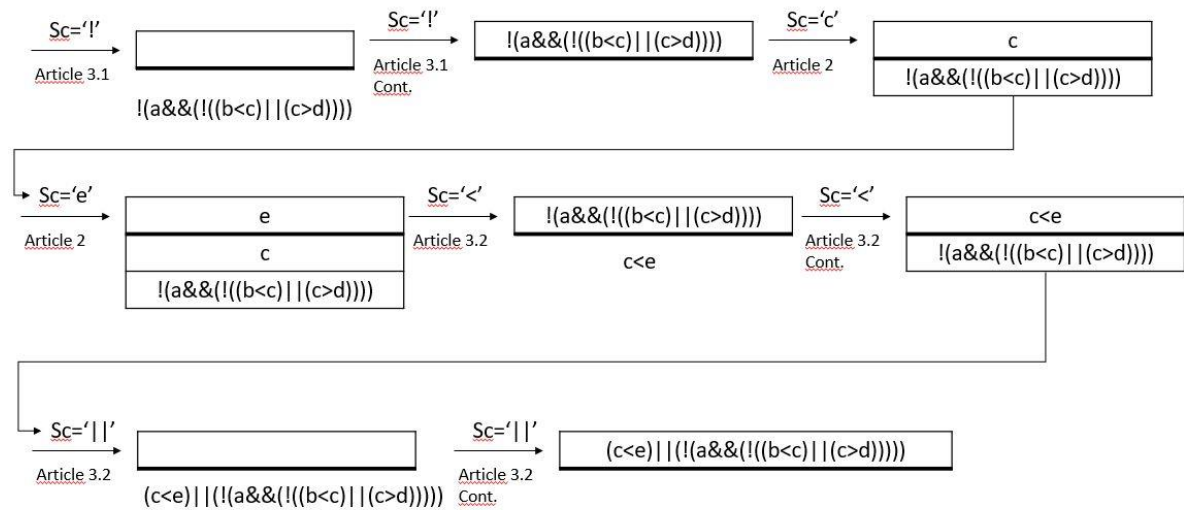 Sc='!'
Article 3.1
!(a&&(!((b<c)||(c>d))))
Sc='!'
Article 3.1
Cont.
!(a&&(!((b<c)||(c>d))))
Sc='c'
Article 2
c
!(a&&(!((b<c)||(c>d))))
Sc='e'
Article 2
e
c
!(a&&(!((b<c)||(c>d))))
Sc='<'
Article 3.2
!(a&&(!((b<c)||(c>d))))
c<e
Sc='<'
Article 3.2
Cont.
c<e
!(a&&(!((b<c)||(c>d))))
Sc='||'
Article 3.2
(c<e)||(!(a&&(!((b<c)||(c>d)))))
Sc='||'
Article 3.2
Cont.
(c<e)||(!(a&&(!((b<c)||(c>d)))))